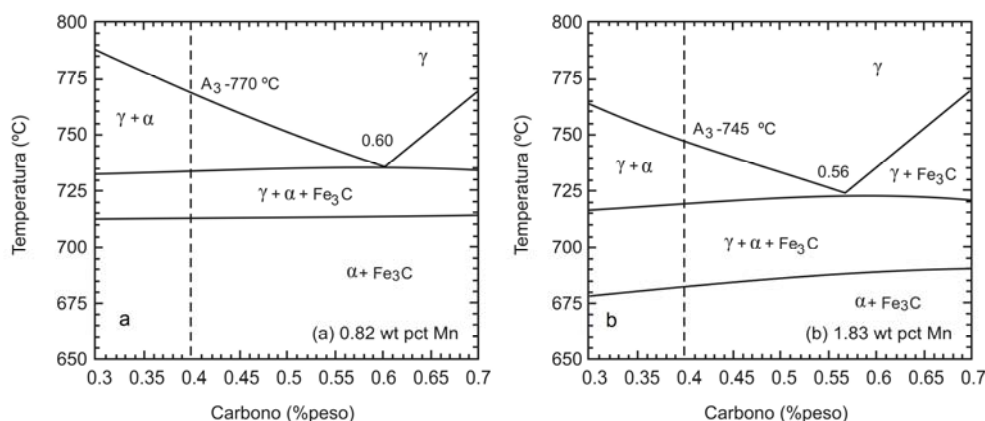 800
775
750
725
700
675
650
Temperatura (ºC)
γ
A3-770 ºC
γ + α
0.60
γ + α + Fe3C
α + Fe3C
a
(a) 0.82 wt pct Mn
0.3 0.35 0.4 0.45 0.5 0.55 0.6 0.65 0.7
Carbono (%peso)
800
775
750
725
700
675
650
Temperatura (ºC)
γ
A3-745 ºC
γ + α
0.56
γ + Fe3C
γ + α + Fe3C
α + Fe3C
b
(b) 1.83 wt pct Mn
0.3 0.35 0.4 0.45 0.5 0.55 0.6 0.65 0.7
Carbono (%peso)